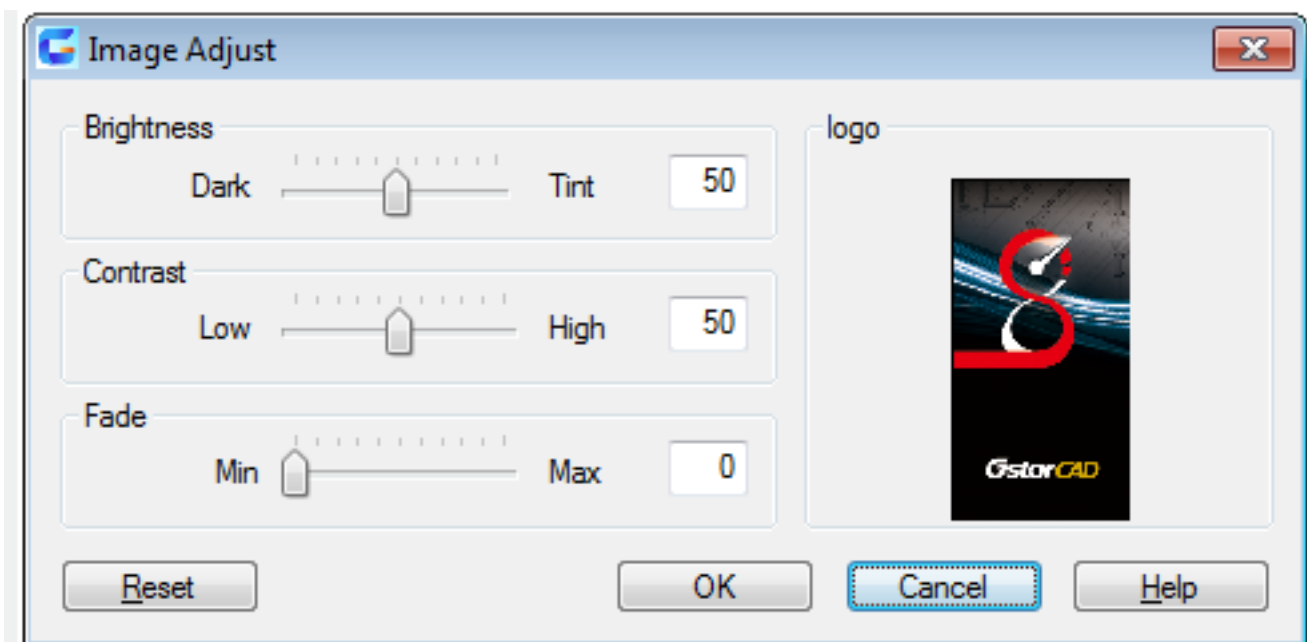 Image Adjust
Brightness
Dark Tint 50
Contrast
Low High 50
Fade
Min Max 0
logo
GstarCAD
Reset OK Cancel Help